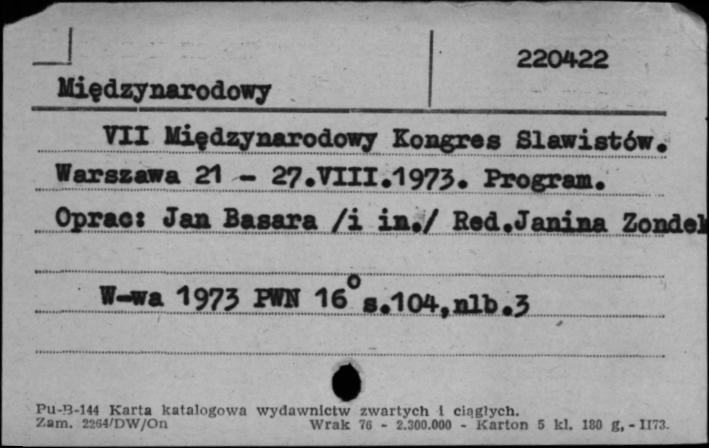 220422
Międzynarodowy
VII Międzynarodowy Kongres Slawistów.
Warszawa 21 - 27.VIII.1973. Program.
Oprac: Jan Basara /i in./ Red.Janina Zondek
W-wa 1973 PWN 16° s.104,nlb.3
Pu-B-144 Karta katalogowa wydawnictw zwartych i ciągłych.
Zam. 2264/DW/On Wrak 76 - 2.300.000 - Karton 5 kl. 180 g, - II73.